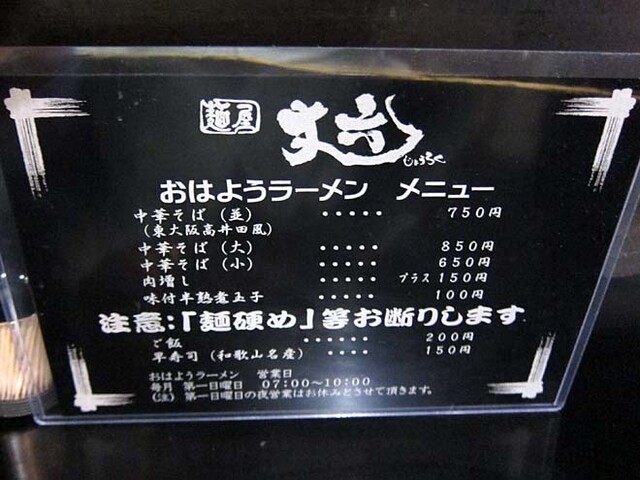 麺屋 丈六
じょうろく
おはようラーメン メニュー
中華そば（並） ・・・・・ 750円
（東大阪高井田風）
中華そば（大） ・・・・・ 850円
中華そば（小） ・・・・・ 650円
肉増し ・・・・・ プラス150円
味付半熟煮玉子 ・・・・・ 100円
注意：「麺硬め」等お断りします
ご飯 ・・・・・・ 200円
早寿司（和歌山名産） ・・・・ 150円
おはようラーメン 営業日
毎月 第一日曜日 07:00～10:00
（注） 第一日曜日の夜営業はお休みとさせて頂きます。